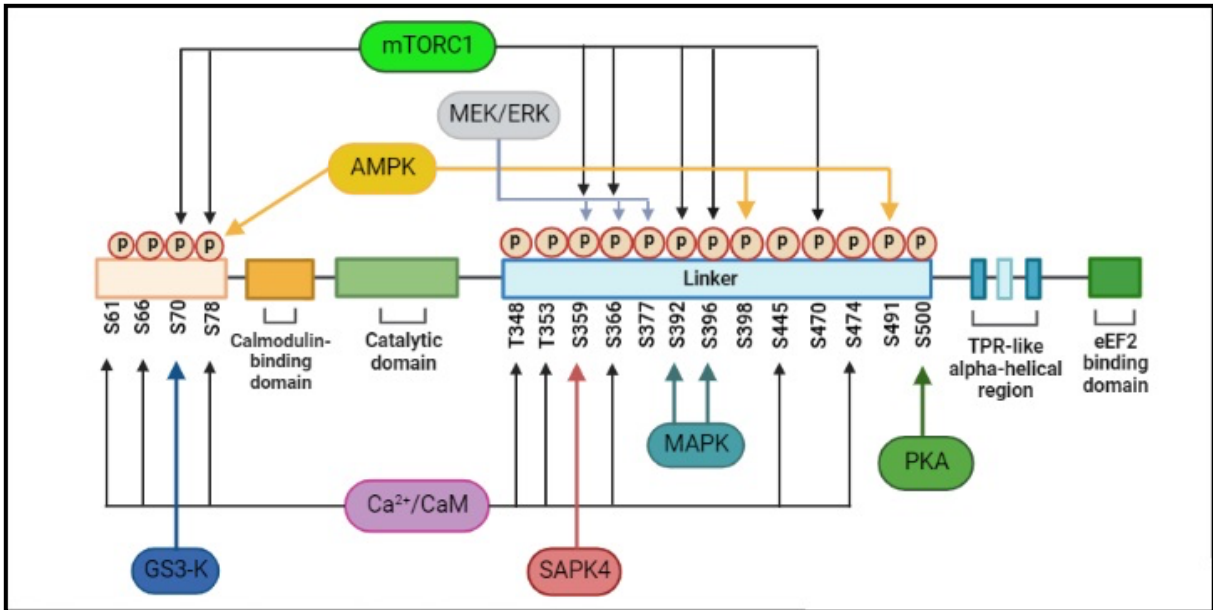 mTORC1
MEK/ERK
AMPK
P P P P P P P P P P P P P P P P P
Linker
S61 S66 S70 S78 T348 T353 S359 S366 S377 S392 S396 S398 S445 S470 S474 S491 S500
Calmodulin-
binding
domain
Catalytic
domain
TPR-like
alpha-helical
region
eEF2
binding
domain
MAPK
PKA
Ca²⁺/CaM
GS3-K
SAPK4